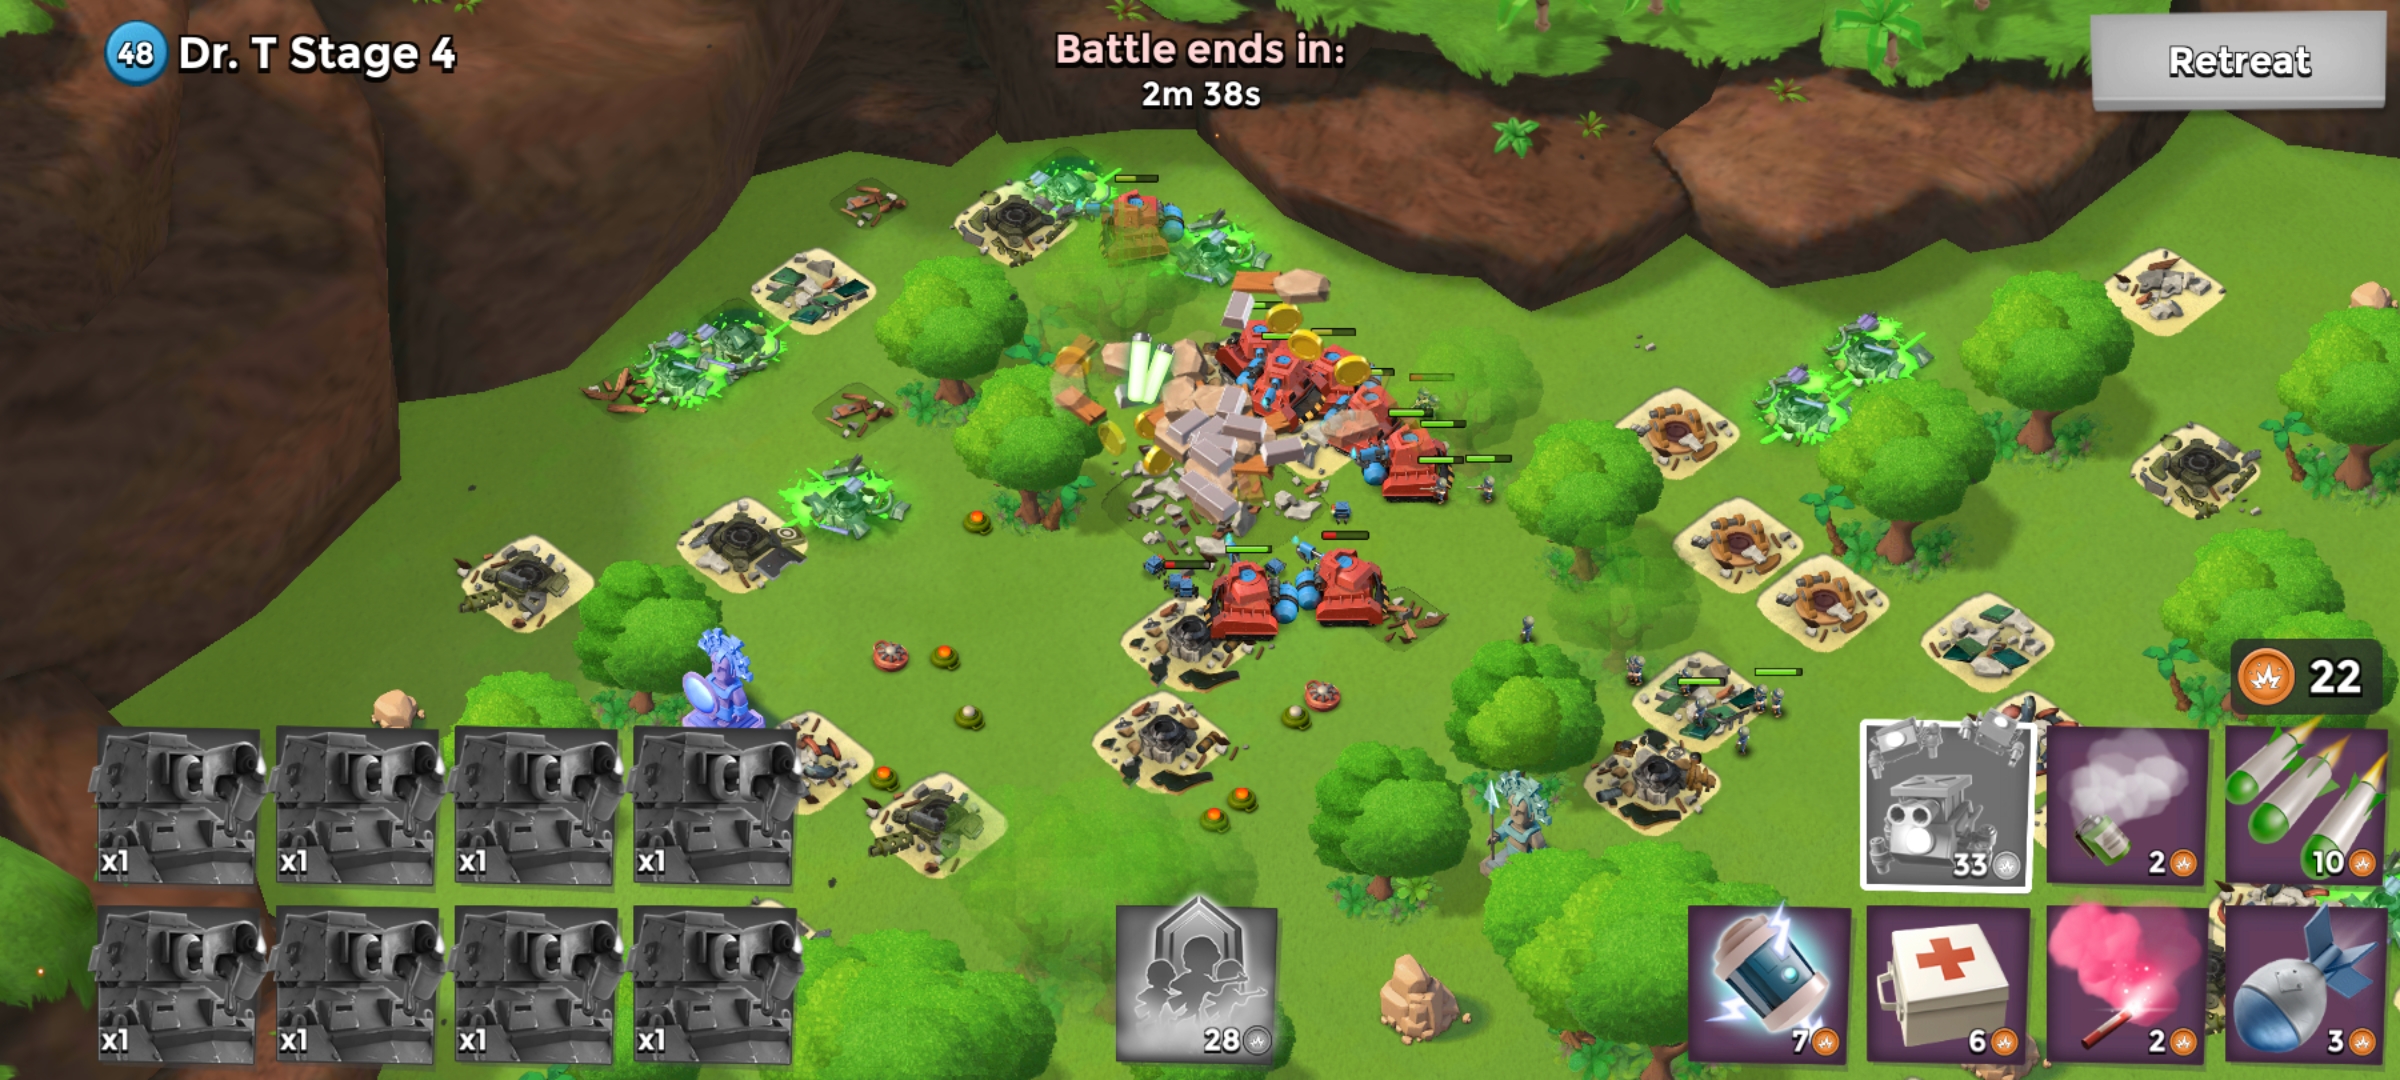 48 Dr. T Stage 4
Battle ends in:
2m 38s
Retreat
22
x1 x1 x1 x1
33 2 10
x1 x1 x1 x1
28 7 6 2 3